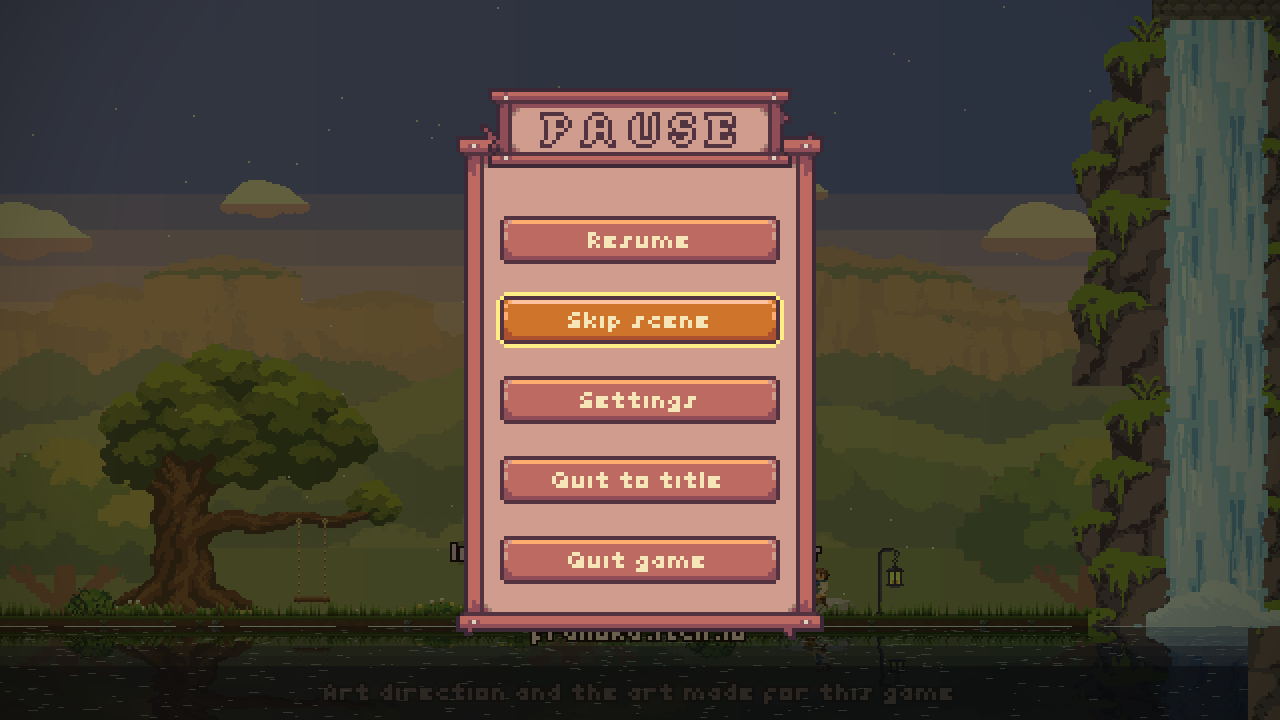 PAUSE
Resume
Skip scene
Settings
Quit to title
Quit game
Art direction and the art made for this game